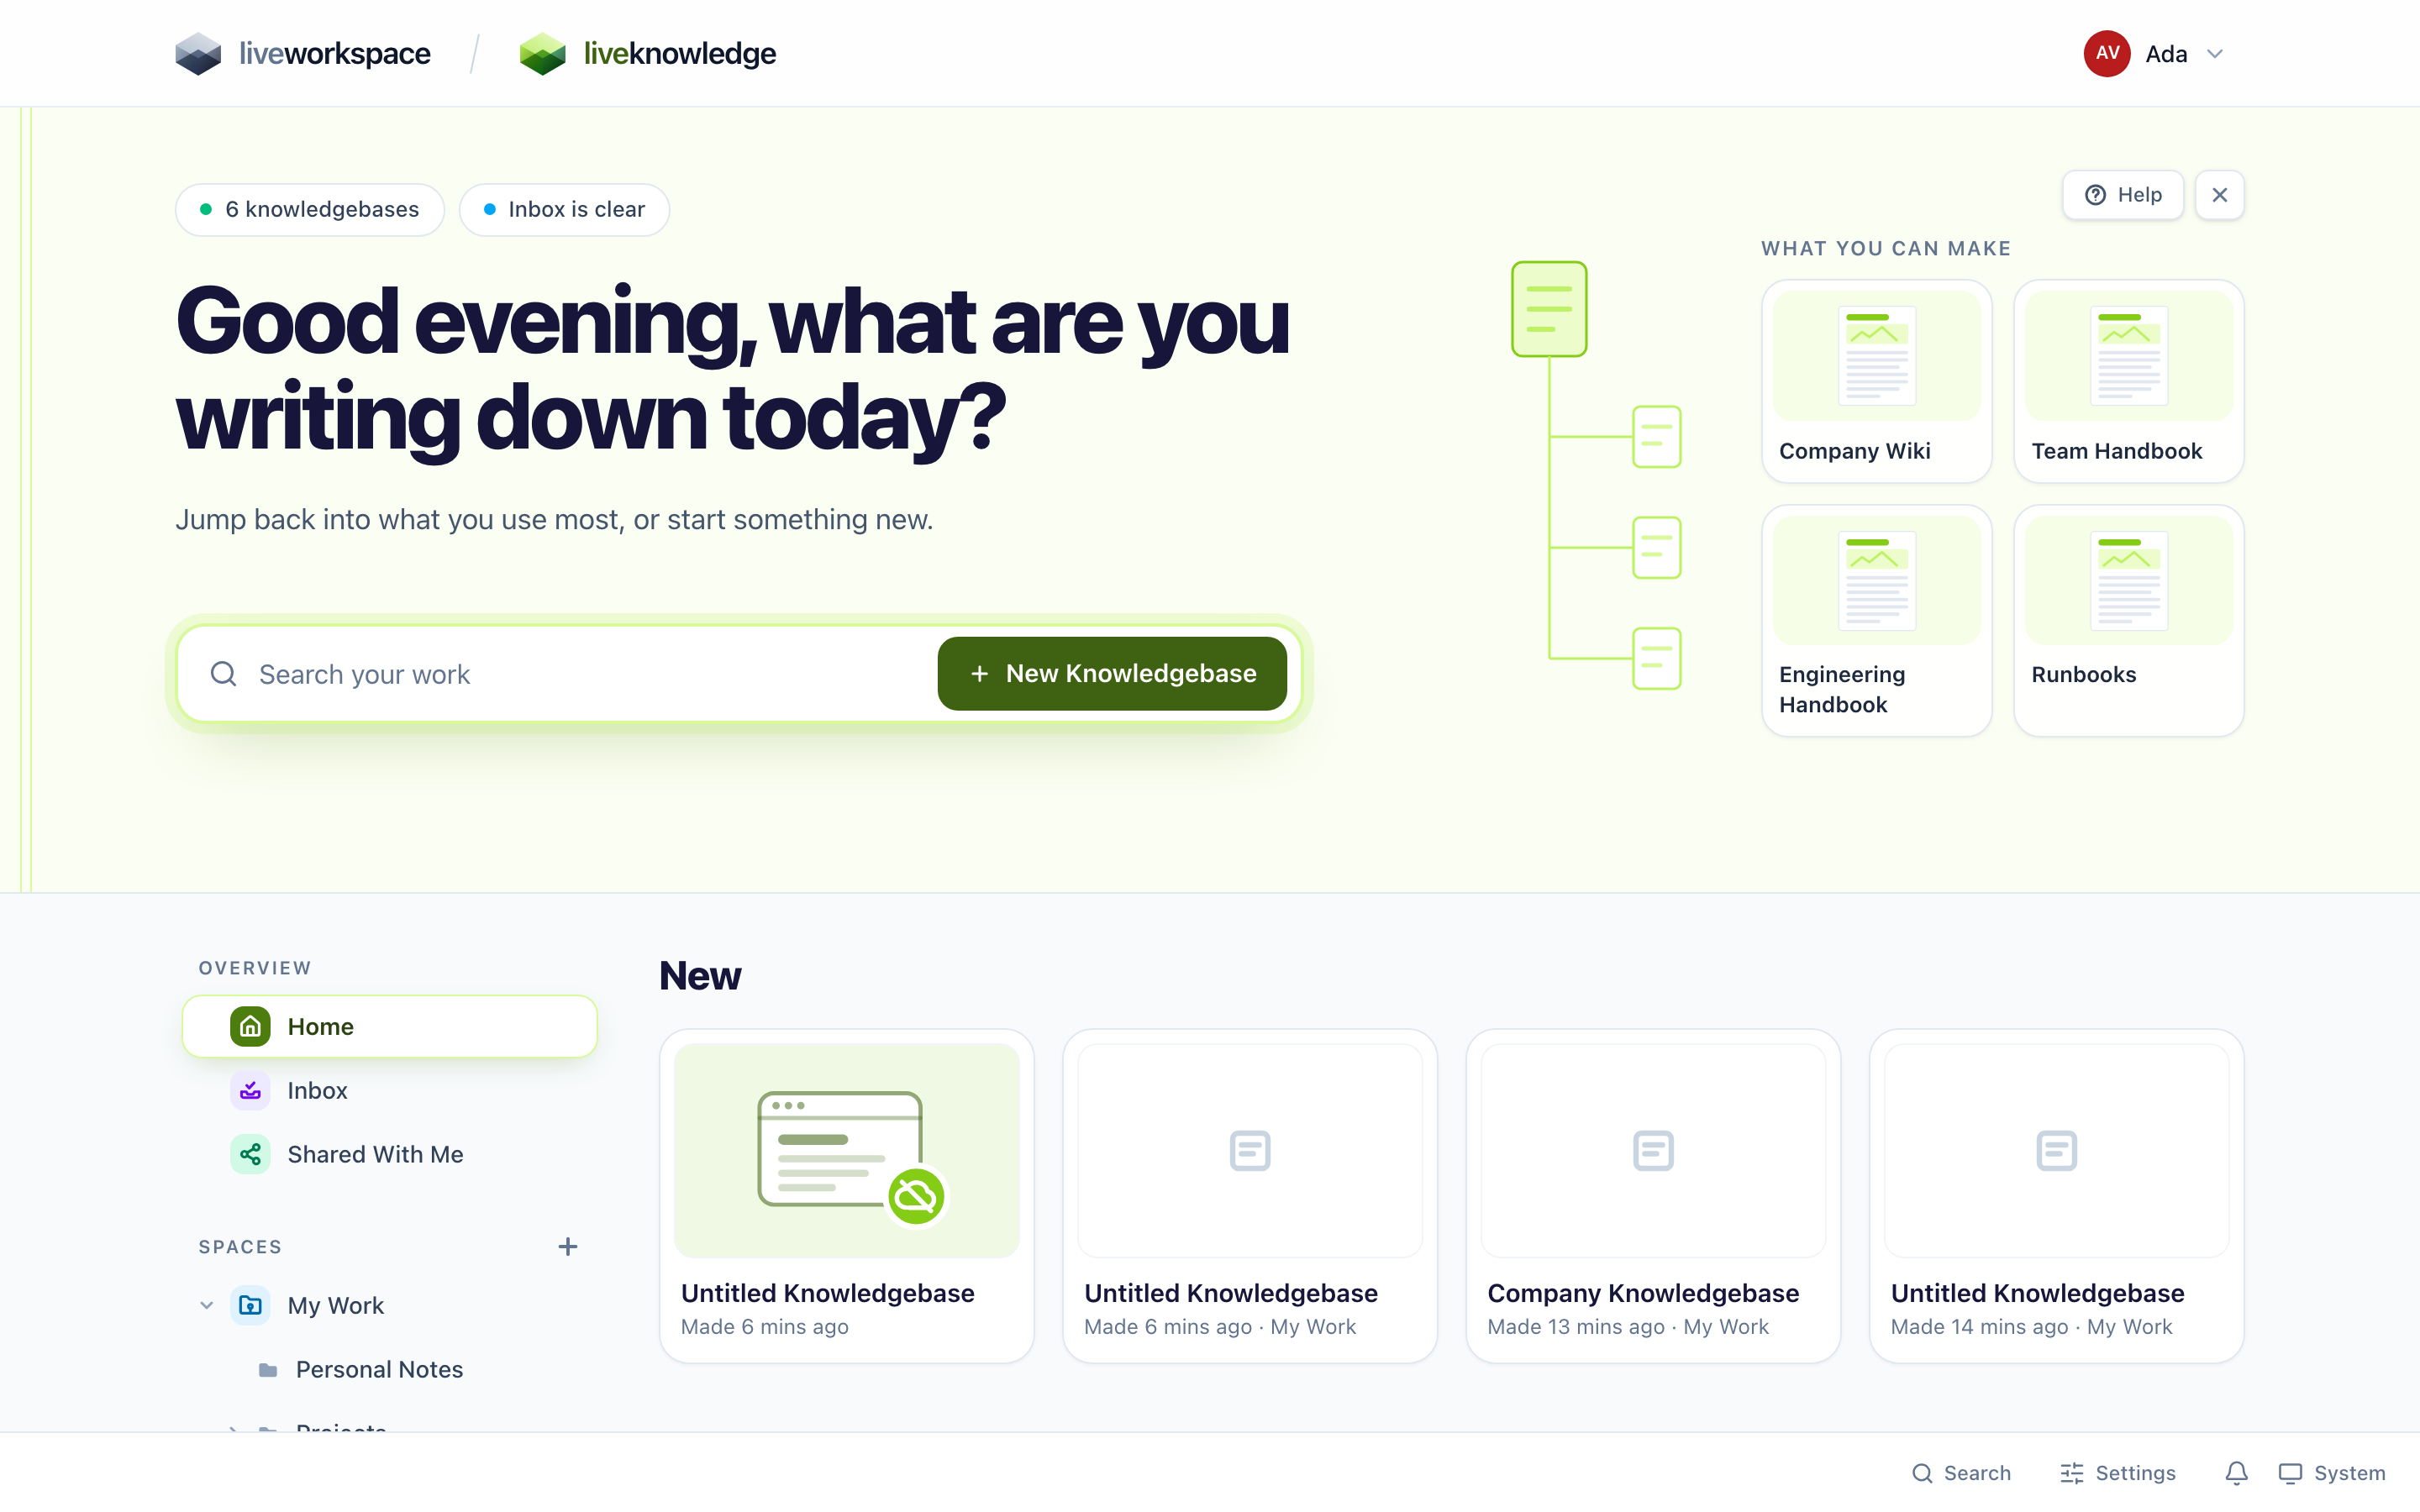 liveworkspace
liveknowledge
AV
Ada
6 knowledgebases
Inbox is clear
Help
Good evening, what are you
writing down today?
Jump back into what you use most, or start something new.
Search your work
New Knowledgebase
WHAT YOU CAN MAKE
Company Wiki
Team Handbook
Engineering
Handbook
Runbooks
OVERVIEW
Home
Inbox
Shared With Me
SPACES
My Work
Personal Notes
Projects
New
Untitled Knowledgebase
Made 6 mins ago
Untitled Knowledgebase
Made 6 mins ago · My Work
Company Knowledgebase
Made 13 mins ago · My Work
Untitled Knowledgebase
Made 14 mins ago · My Work
Search
Settings
System